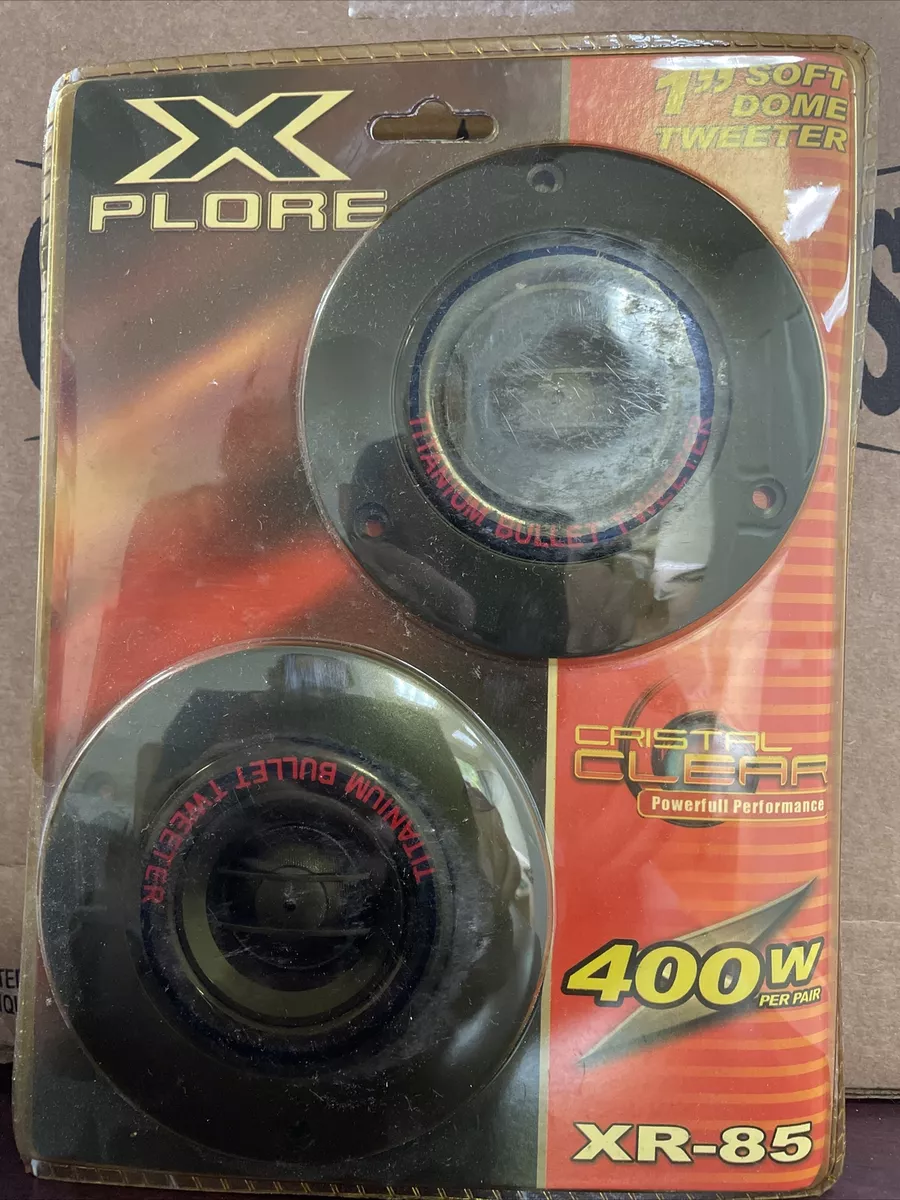 X
PLORE
1" SOFT
DOME
TWEETER
TITANIUM BULLET TWEETER
TITANIUM BULLET TWEETER
CRISTAL
CLEAR
Powerfull Performance
400W
PER PAIR
XR-85